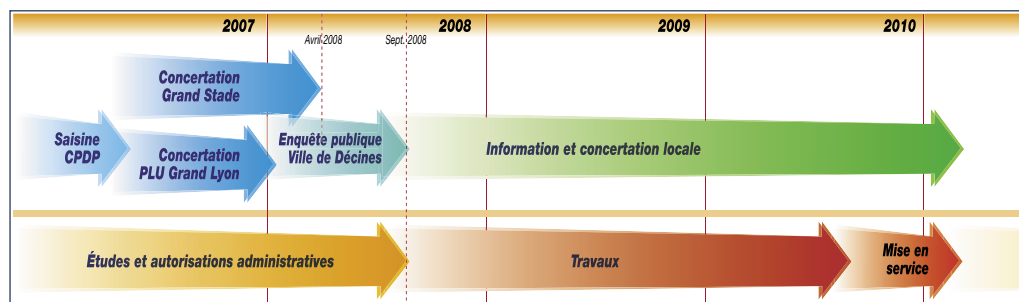 2007 2008 2009 2010
Avril 2008 Sept. 2008
Concertation
Grand Stade
Saisine
CPDP
Concertation
PLU Grand Lyon
Enquête publique
Ville de Décines
Information et concertation locale
Études et autorisations administratives
Travaux
Mise en
service